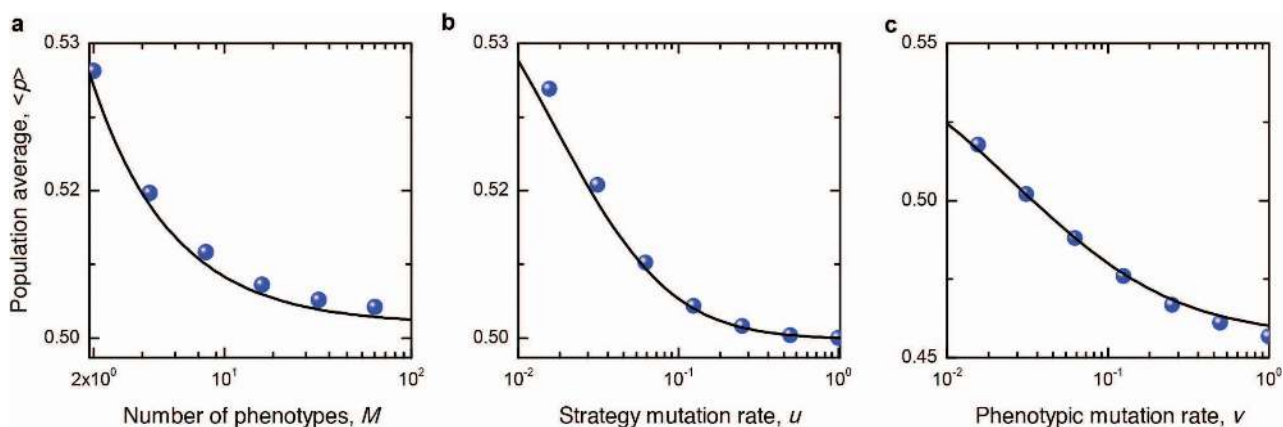 a
b
c
0.53
0.52
0.50
Population average, <p>
2x10⁰
10¹
10²
Number of phenotypes, M
0.53
0.52
0.50
10⁻²
10⁻¹
10⁰
Strategy mutation rate, u
0.55
0.50
0.45
10⁻²
10⁻¹
10⁰
Phenotypic mutation rate, v